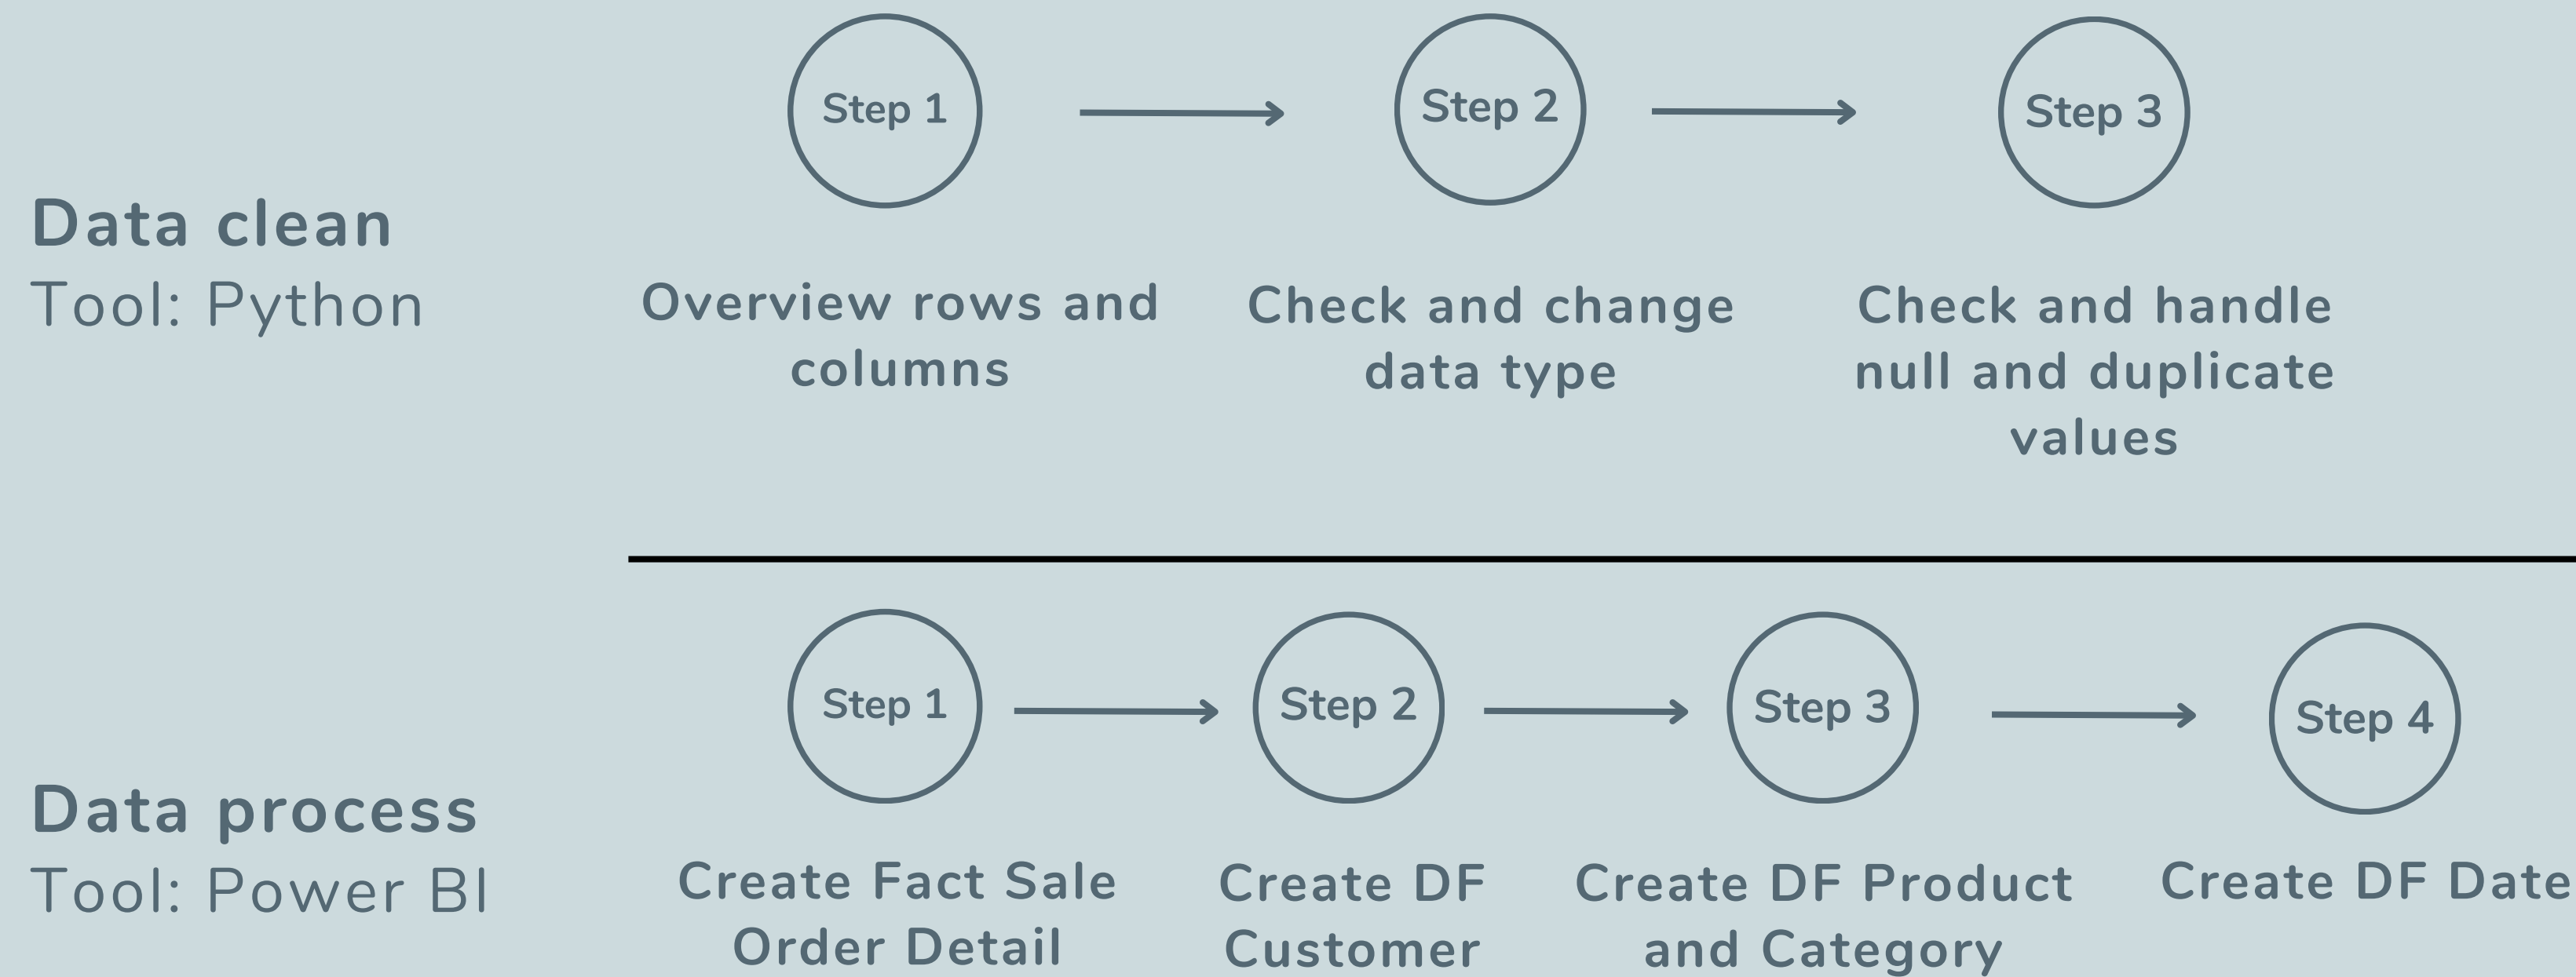 Step 1
Step 2
Step 3
Data clean
Tool: Python
Overview rows and
columns
Check and change
data type
Check and handle
null and duplicate
values
Step 1
Step 2
Step 3
Step 4
Data process
Tool: Power BI
Create Fact Sale
Order Detail
Create DF
Customer
Create DF Product
and Category
Create DF Date